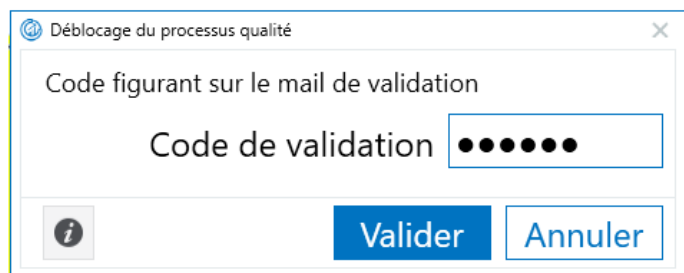 Déblocage du processus qualité
Code figurant sur le mail de validation
Code de validation ●●●●●●
Valider Annuler